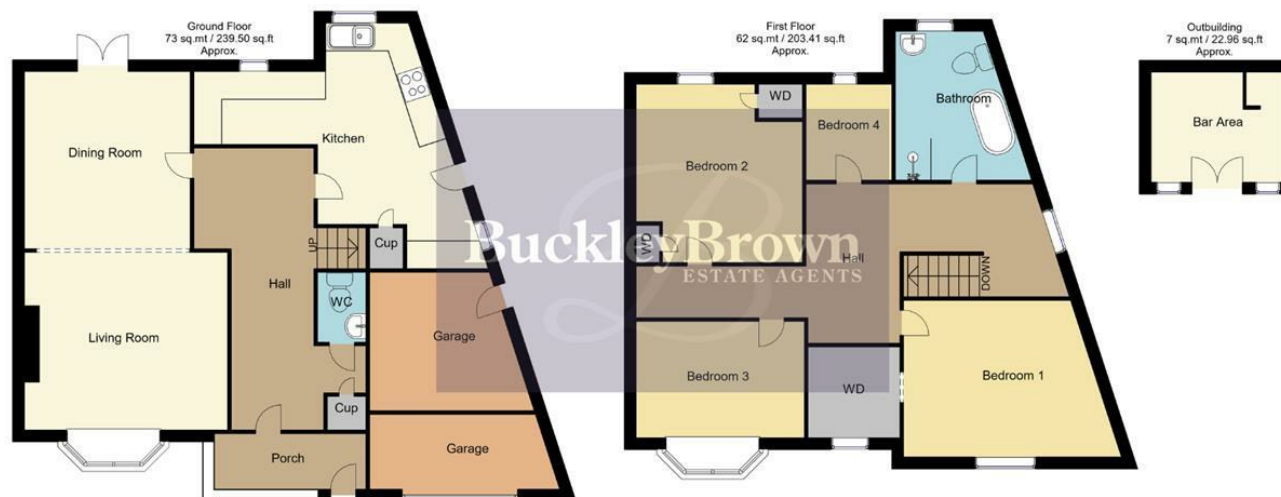 Ground Floor
73 sq.mt / 239.50 sq.ft
Approx.
Dining Room
Kitchen
UP
Cup
Hall
WC
Living Room
Garage
Cup
Porch
Garage
First Floor
62 sq.mt / 203.41 sq.ft
Approx.
WD
Bathroom
Bedroom 4
Bedroom 2
WD
Hall
DOWN
Bedroom 3
WD
Bedroom 1
Outbuilding
7 sq.mt / 22.96 sq.ft
Approx.
Bar Area
BuckleyBrown
ESTATE AGENTS